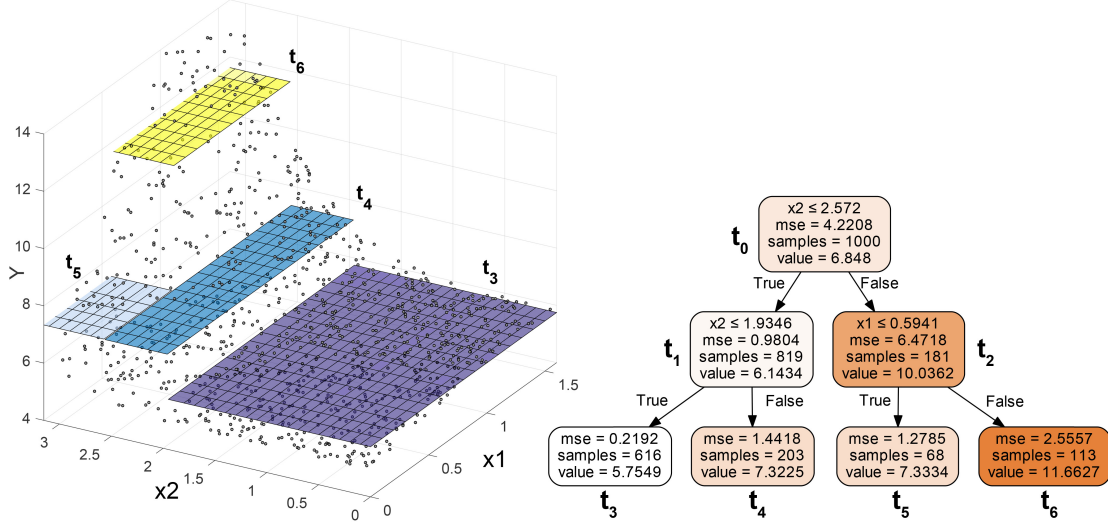 t6
14
12
10
8
6
4
Y
t4
t5
t3
3
2.5
2
1.5
1
0.5
0
x2
0
0.5
1
1.5
x1
x2 ≤ 2.572
mse = 4.2208
samples = 1000
value = 6.848
t0
True
False
x2 ≤ 1.9346
mse = 0.9804
samples = 819
value = 6.1434
t1
x1 ≤ 0.5941
mse = 6.4718
samples = 181
value = 10.0362
t2
True
False
True
False
mse = 0.2192
samples = 616
value = 5.7549
t3
mse = 1.4418
samples = 203
value = 7.3225
t4
mse = 1.2785
samples = 68
value = 7.3334
t5
mse = 2.5557
samples = 113
value = 11.6627
t6